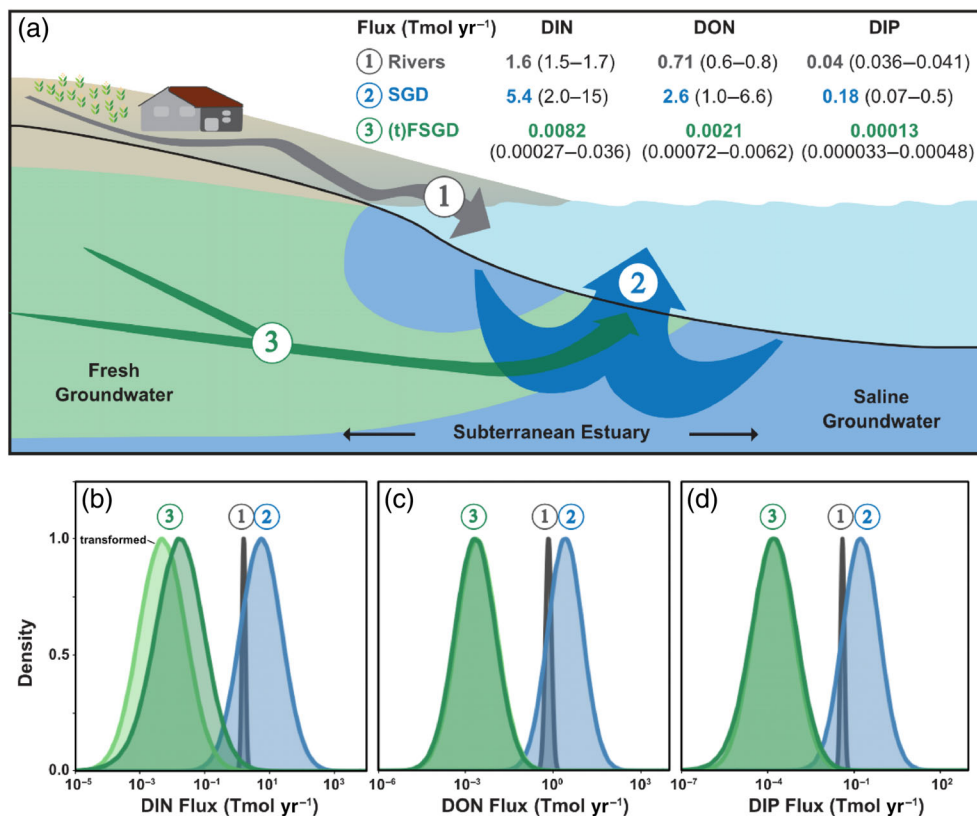 (a)
Flux (Tmol yr⁻¹) DIN DON DIP
① Rivers 1.6 (1.5–1.7) 0.71 (0.6–0.8) 0.04 (0.036–0.041)
② SGD 5.4 (2.0–15) 2.6 (1.0–6.6) 0.18 (0.07–0.5)
③ (t)FSGD 0.0082 0.0021 0.00013
(0.00027–0.036) (0.00072–0.0062) (0.000033–0.00048)
1
2
3
Fresh
Groundwater
Saline
Groundwater
Subterranean Estuary
(b) (c) (d)
③ ① ② ③ ① ② ③ ① ②
transformed
Density
1.0
0.5
0.0
10⁻⁵ 10⁻³ 10⁻¹ 10¹ 10³
DIN Flux (Tmol yr⁻¹)
10⁻⁶ 10⁻³ 10⁰ 10³
DON Flux (Tmol yr⁻¹)
10⁻⁷ 10⁻⁴ 10⁻¹ 10²
DIP Flux (Tmol yr⁻¹)